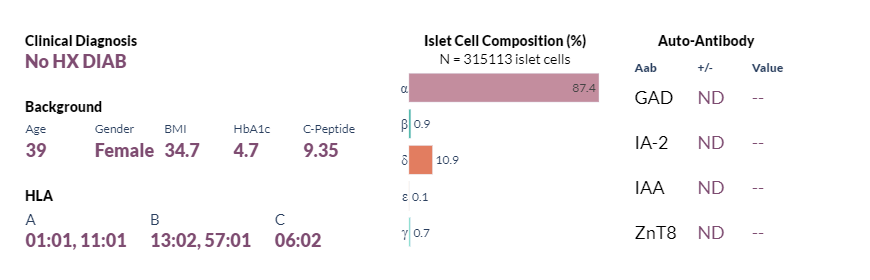 Clinical Diagnosis
No HX DIAB
Background
Age Gender BMI HbA1c C-Peptide
39 Female 34.7 4.7 9.35
HLA
A B C
01:01, 11:01 13:02, 57:01 06:02
Islet Cell Composition (%)
N = 315113 islet cells
α 87.4
β 0.9
δ 10.9
ε 0.1
γ 0.7
Auto-Antibody
Aab +/- Value
GAD ND --
IA-2 ND --
IAA ND --
ZnT8 ND --